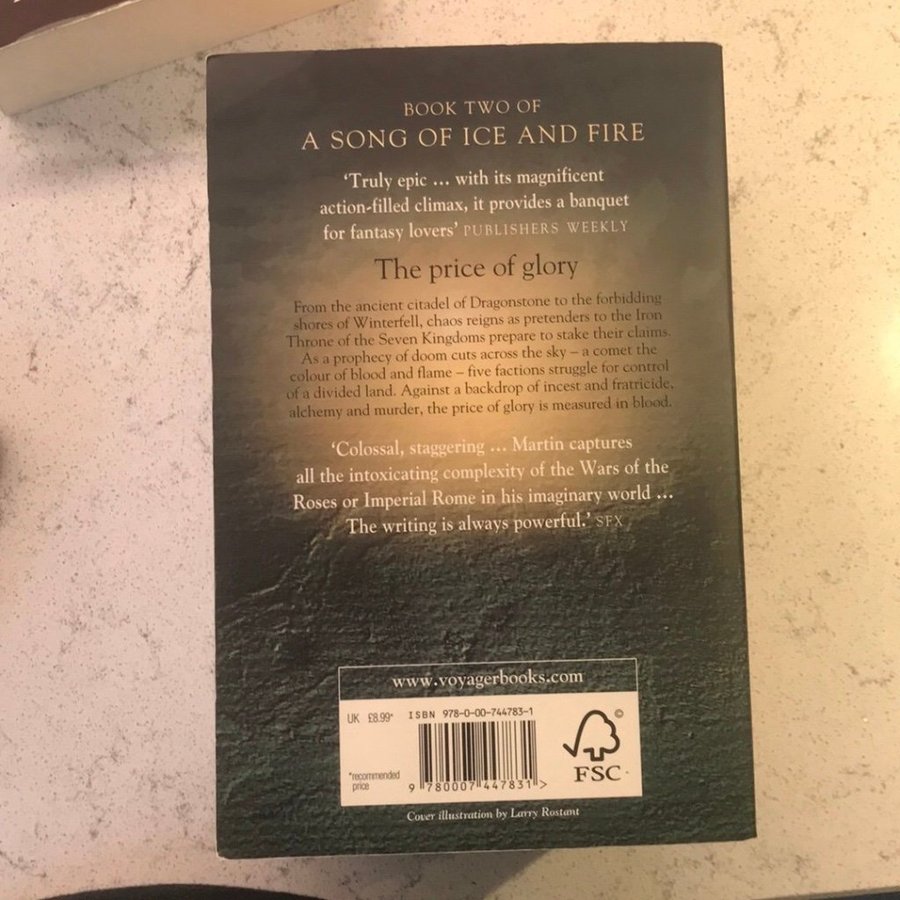 BOOK TWO OF
A SONG OF ICE AND FIRE
‘Truly epic ... with its magnificent
action-filled climax, it provides a banquet
for fantasy lovers’ PUBLISHERS WEEKLY
The price of glory
From the ancient citadel of Dragonstone to the forbidding
shores of Winterfell, chaos reigns as pretenders to the Iron
Throne of the Seven Kingdoms prepare to stake their claims.
As a prophecy of doom cuts across the sky – a comet the
colour of blood and flame – five factions struggle for control
of a divided land. Against a backdrop of incest and fratricide,
alchemy and murder, the price of glory is measured in blood.
‘Colossal, staggering ... Martin captures
all the intoxicating complexity of the Wars of the
Roses or Imperial Rome in his imaginary world ...
The writing is always powerful.’ SFX
www.voyagerbooks.com
UK £8.99*
ISBN 978-0-00-744783-1
*recommended
price
9 780007 447831 >
©
FSC
Cover illustration by Larry Rostant